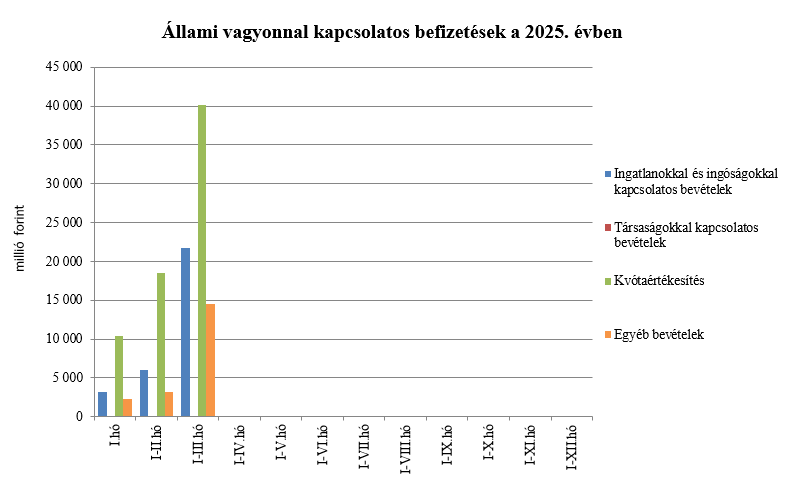 Állami vagyonnal kapcsolatos befizetések a 2025. évben
45 000
40 000
35 000
30 000
25 000
20 000
15 000
10 000
5 000
0
millió forint
I.hó
I-II.hó
I-III.hó
I-IV.hó
I-V.hó
I-VI.hó
I-VII.hó
I-VIII.hó
I-IX.hó
I-X.hó
I-XI.hó
I-XII.hó
Ingatlanokkal és ingóságokkal
kapcsolatos bevételek
Társaságokkal kapcsolatos
bevételek
Kvótaértékesítés
Egyéb bevételek